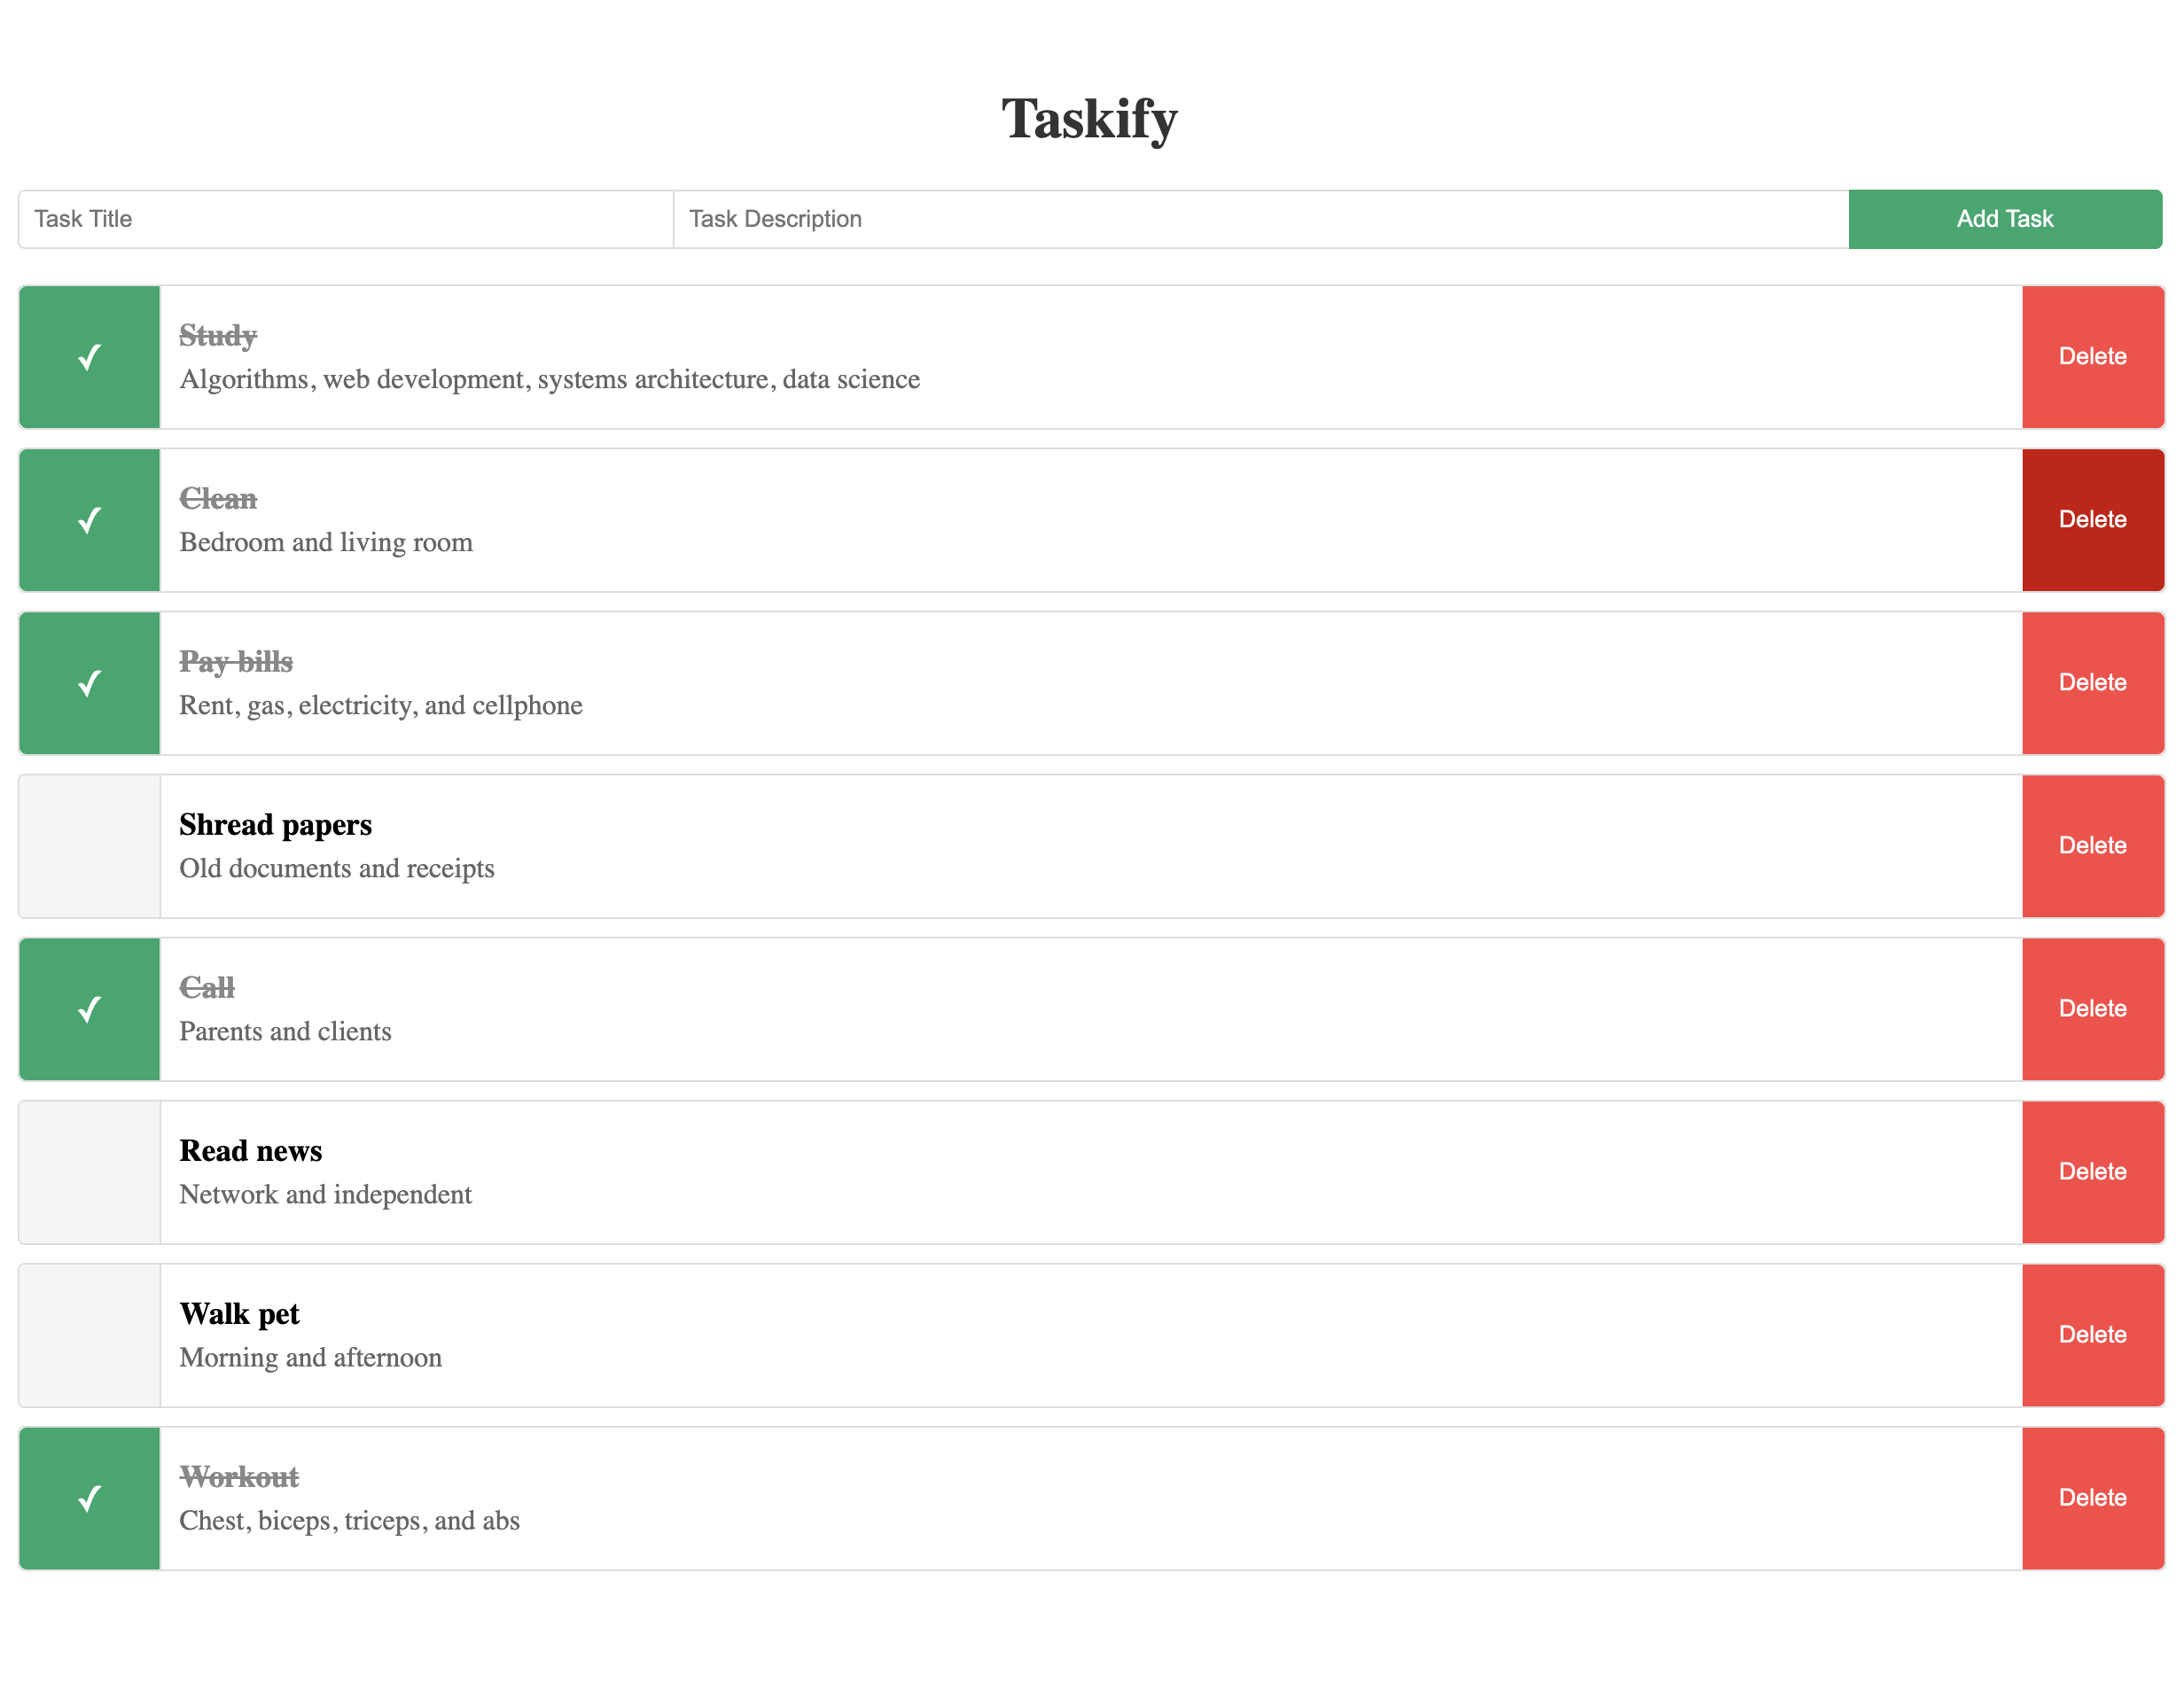 Taskify
Task Title
Task Description
Add Task
✓
Study
Algorithms, web development, systems architecture, data science
Delete
✓
Clean
Bedroom and living room
Delete
✓
Pay bills
Rent, gas, electricity, and cellphone
Delete
Shread papers
Old documents and receipts
Delete
✓
Call
Parents and clients
Delete
Read news
Network and independent
Delete
Walk pet
Morning and afternoon
Delete
✓
Workout
Chest, biceps, triceps, and abs
Delete